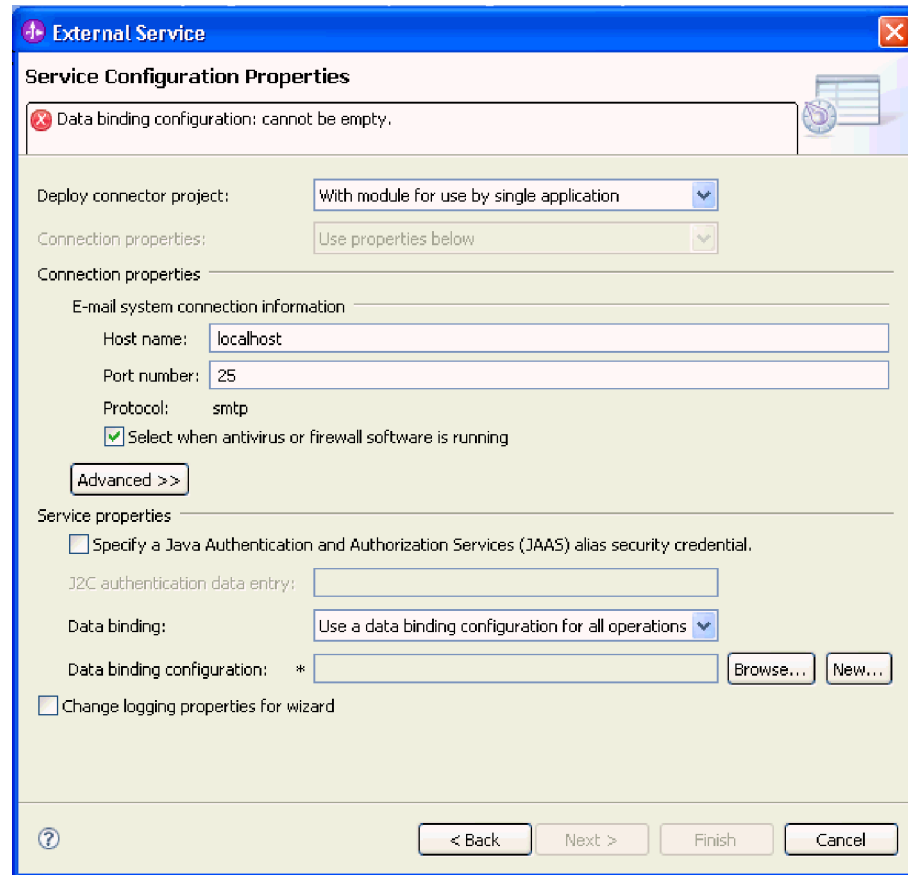 External Service
Service Configuration Properties
Data binding configuration: cannot be empty.
Deploy connector project: With module for use by single application
Connection properties: Use properties below
Connection properties
E-mail system connection information
Host name: localhost
Port number: 25
Protocol: smtp
Select when antivirus or firewall software is running
Advanced >>
Service properties
Specify a Java Authentication and Authorization Services (JAAS) alias security credential.
J2C authentication data entry:
Data binding: Use a data binding configuration for all operations
Data binding configuration: * Browse... New...
Change logging properties for wizard
? < Back Next > Finish Cancel